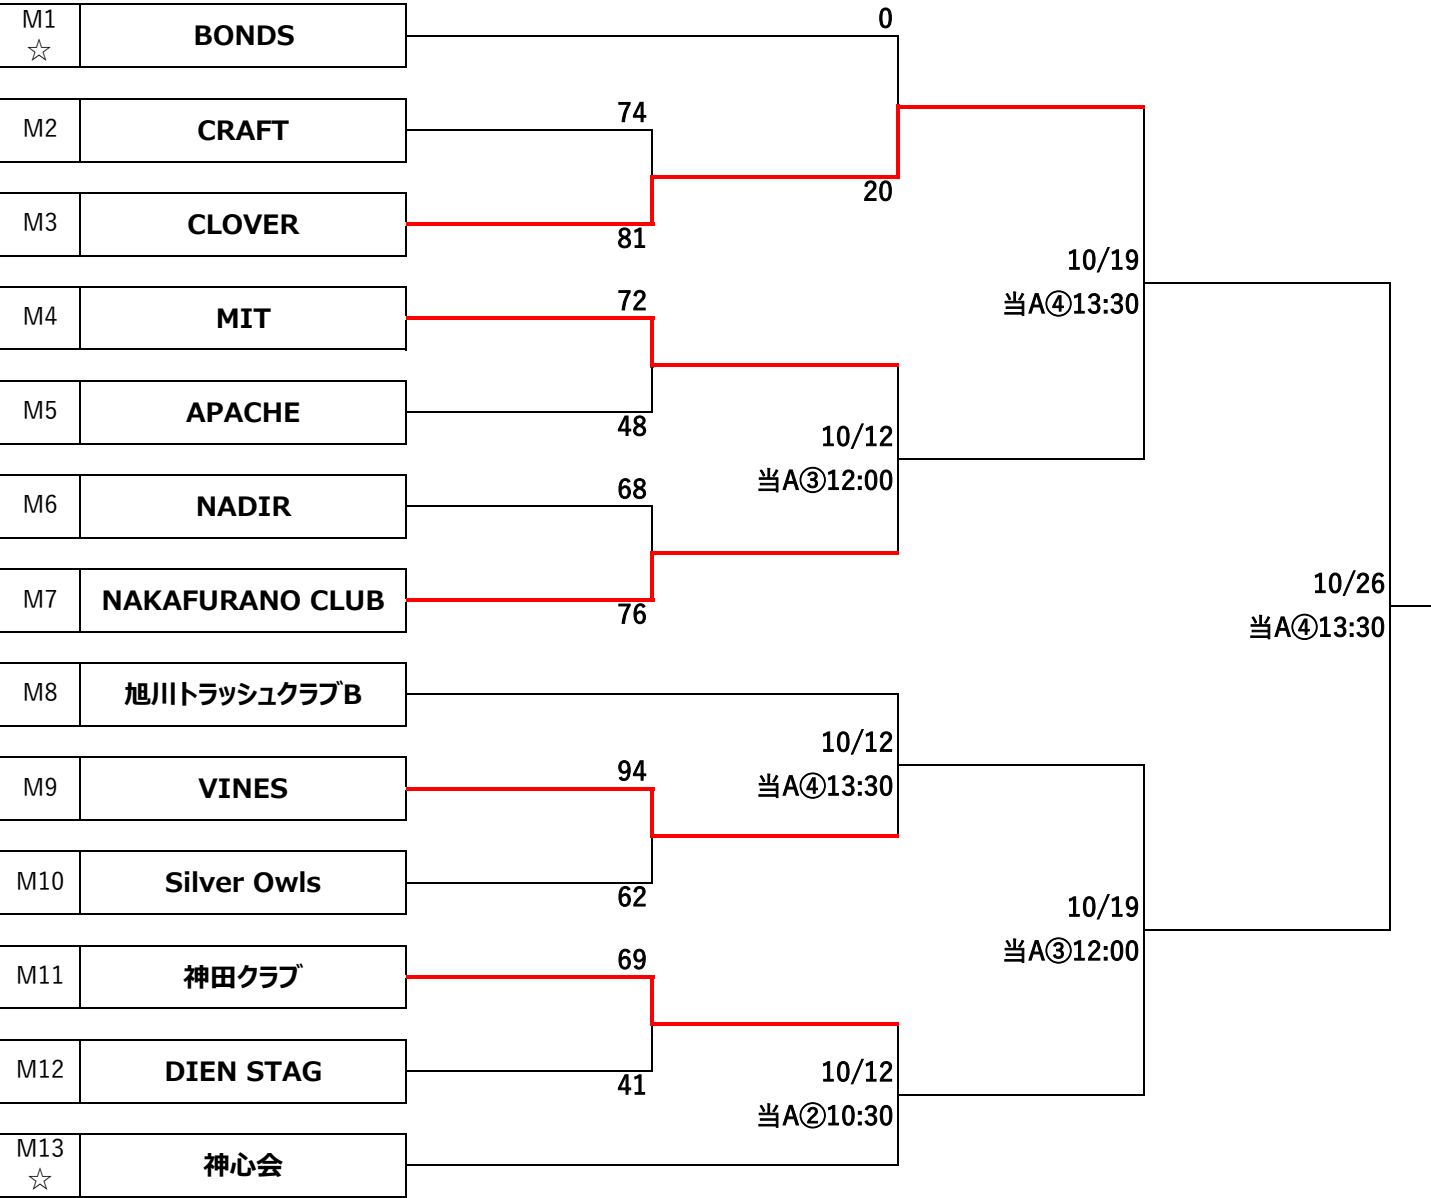 M1
☆
BONDS
0
M2
CRAFT
74
20
M3
CLOVER
81
10/19
当A④13:30
M4
MIT
72
M5
APACHE
48
10/12
当A③12:00
M6
NADIR
68
M7
NAKAFURANO CLUB
76
10/26
当A④13:30
M8
旭川トラッシュクラブB
10/12
当A④13:30
M9
VINES
94
M10
Silver Owls
62
10/19
当A③12:00
M11
神田クラブ
69
M12
DIEN STAG
41
10/12
当A②10:30
M13
☆
神心会